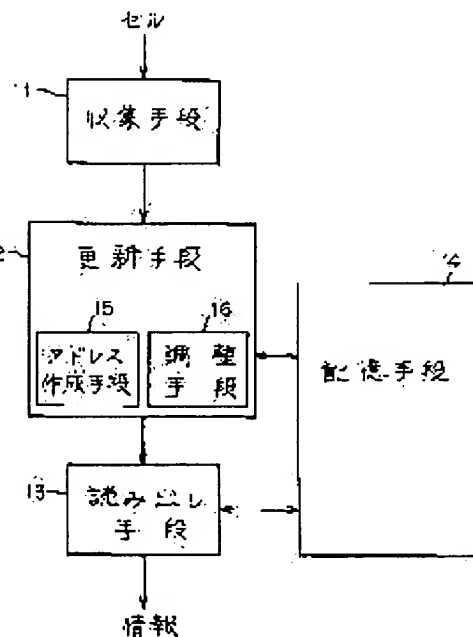 セル
11
収集手段
12
更新手段
15
アドレス
作成手段
16
調整
手段
14
記憶手段
13
読み出し
手段
情報